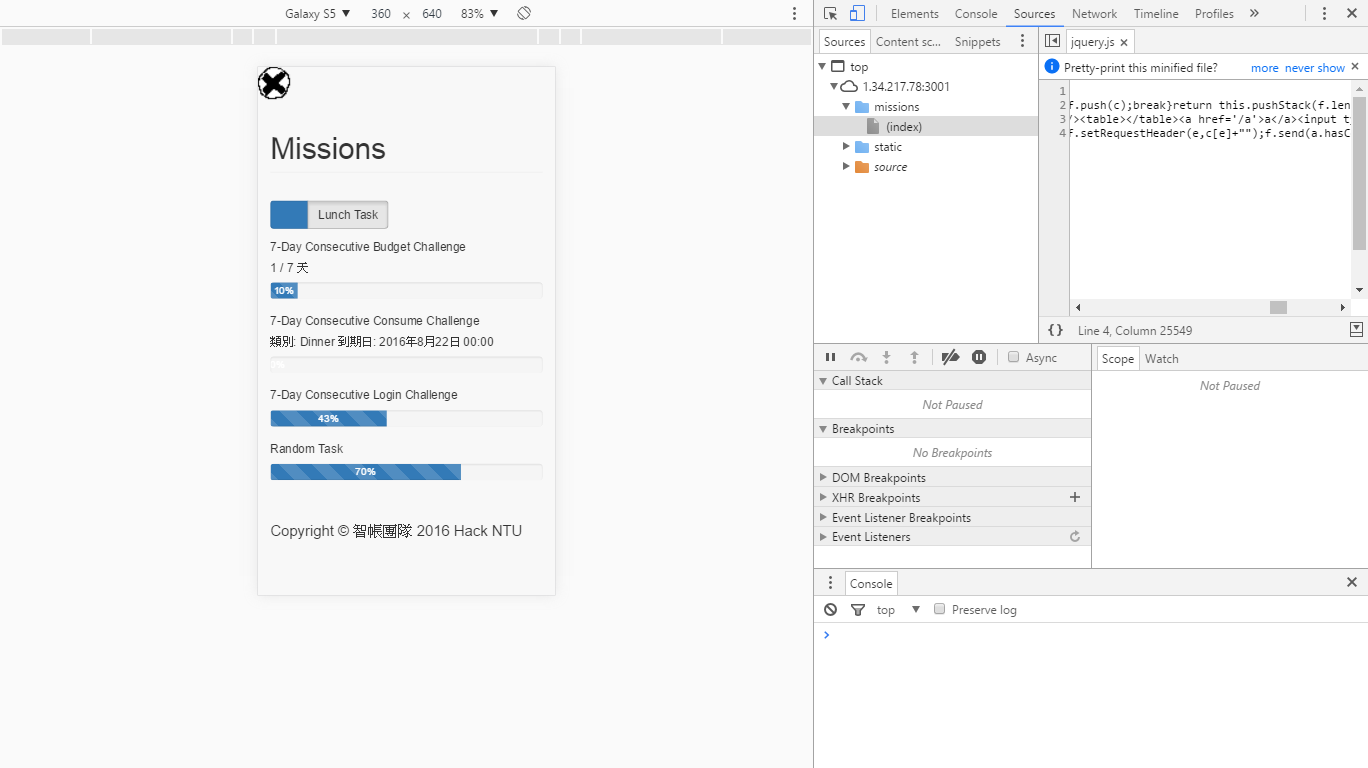 Galaxy S5 ▼ 360 × 640 83% ▼
Missions
Lunch Task
7-Day Consecutive Budget Challenge
1 / 7 天
10%
7-Day Consecutive Consume Challenge
類別: Dinner 到期日: 2016年8月22日 00:00
0%
7-Day Consecutive Login Challenge
43%
Random Task
70%
Copyright © 智帳團隊 2016 Hack NTU
Elements Console Sources Network Timeline Profiles »
Sources Content sc... Snippets
top
1.34.217.78:3001
missions
(index)
static
source
jquery.js ×
Pretty-print this minified file? more never show ×
1
2 f.push(c);break}return this.pushStack(f.len
3 /><table></table><a href='/a'>a</a><input t
4 f.setRequestHeader(e,c[e]+"");f.send(a.hasC
{ } Line 4, Column 25549
Async
Call Stack
Not Paused
Breakpoints
No Breakpoints
DOM Breakpoints
XHR Breakpoints
Event Listener Breakpoints
Event Listeners
Scope Watch
Not Paused
Console
top ▼ Preserve log
>